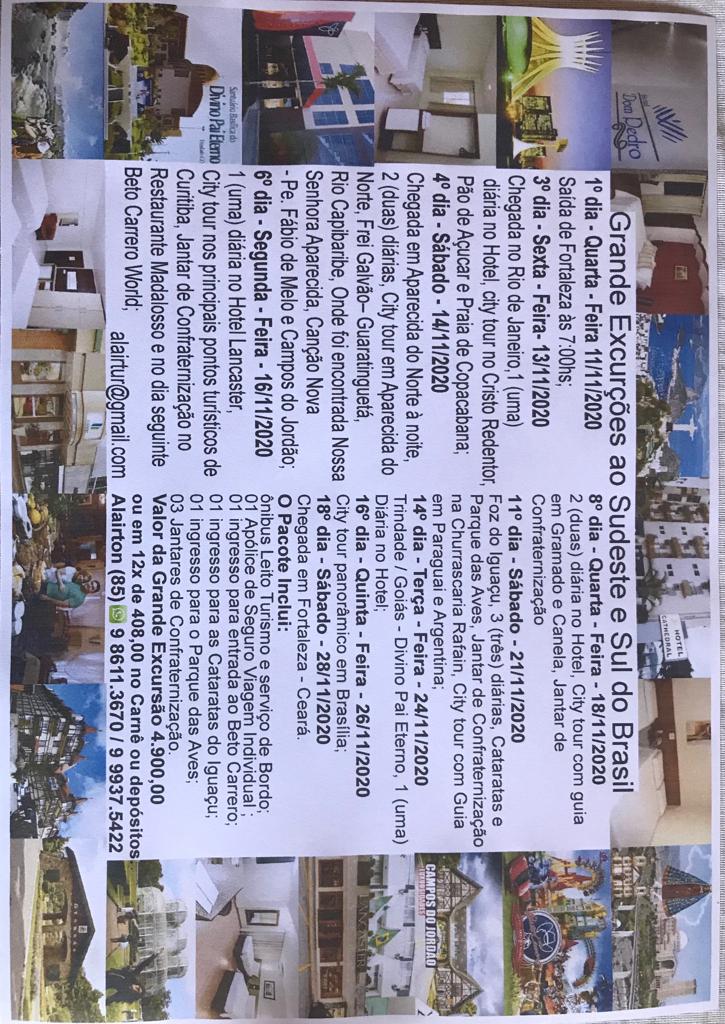 Grande Excurções ao Sudeste e Sul do Brasil
1º dia - Quarta - Feira 11/11/2020
Saída de Fortaleza às 7:00hs;
3º dia - Sexta - Feira- 13/11/2020
Chegada no Rio de Janeiro,1 (uma)
diária no Hotel, city tour no Cristo Redentor,
Pão de Açucar e Praia de Copacabana;
4º dia - Sábado - 14/11/2020
Chegada em Aparecida do Norte à noite,
2 (duas) diárias, City tour em Aparecida do
Norte, Frei Galvão– Guaratinguetá,
Rio Capibaribe, Onde foi encontrada Nossa
Senhora Aparecida, Canção Nova
- Pe. Fábio de Melo e Campos do Jordão;
6º dia - Segunda - Feira - 16/11/2020
1 (uma) diária no Hotel Lancaster,
City tour nos principais pontos turísticos de
Curitiba, Jantar de Confraternização no
Restaurante Madalosso e no dia seguinte
Beto Carrero World;
alairtur@gmail.com
8º dia - Quarta - Feira - 18/11/2020
2 (duas) diária no Hotel, City tour com guia
em Gramado e Canela, Jantar de
Confraternização
11º dia - Sábado - 21/11/2020
Foz do Iguaçu, 3 (três) diárias, Cataratas e
Parque das Aves, Jantar de Confraternização
na Churrascaria Rafain, City tour com Guia
em Paraguai e Argentina;
14º dia - Terça - Feira - 24/11/2020
Trindade / Goiás - Divino Pai Eterno, 1 (uma)
Diária no Hotel;
16º dia - Quinta - Feira - 26/11/2020
City tour panorâmico em Brasília;
18º dia - Sábado - 28/11/2020
Chegada em Fortaleza - Ceará.
O Pacote Inclui:
ônibus Leito Turismo e serviço de Bordo;
01 Apólice de Seguro Viagem Individual ;
01 ingresso para entrada ao Beto Carrero;
01 ingresso para as Cataratas do Iguaçu;
01 ingresso para o Parque das Aves;
03 Jantares de Confraternização.
Valor da Grande Excursão 4.900,00
ou em 12x de 408,00 no Carnê ou depósitos
Alairton (85) 9 8611.3670 / 9 9937.5422
Santuário Basílica do
Divino Pai Eterno
Hotel
Dom Pedro
HOTEL
CATHEDRAL
CAMPOS DO JORDÃO
LANCASTER